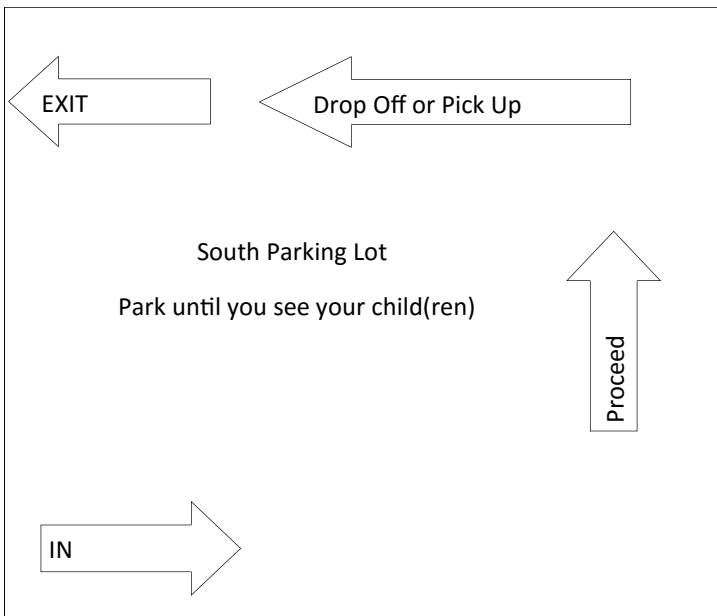 EXIT
Drop Off or Pick Up
South Parking Lot
Park until you see your child(ren)
Proceed
IN